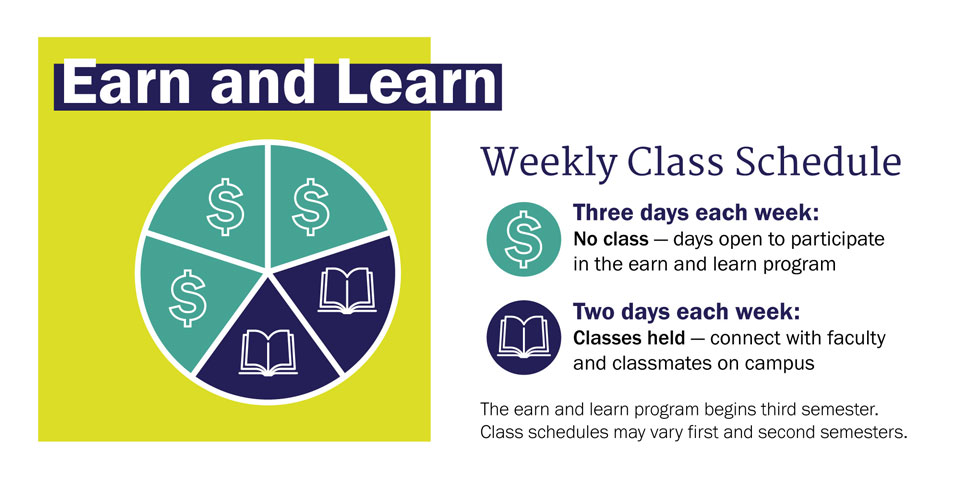 Earn and Learn
Weekly Class Schedule
Three days each week:
No class — days open to participate
in the earn and learn program
Two days each week:
Classes held — connect with faculty
and classmates on campus
The earn and learn program begins third semester.
Class schedules may vary first and second semesters.